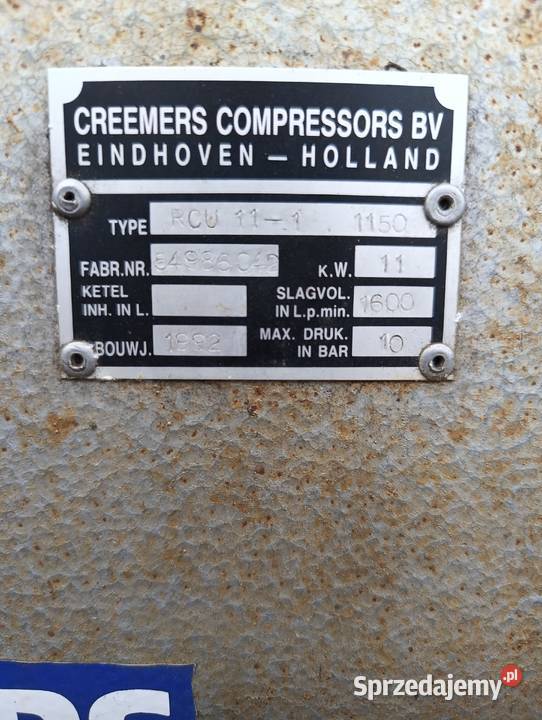 CREEMERS COMPRESSORS BV
EINDHOVEN – HOLLAND
TYPE RCU 11-1 1150
FABR.NR. K.W. 11
KETEL INH. IN L. SLAGVOL. IN L.p.min. 1600
BOUWJ. 1992 MAX. DRUK. IN BAR 10
Sprzedajemy.pl